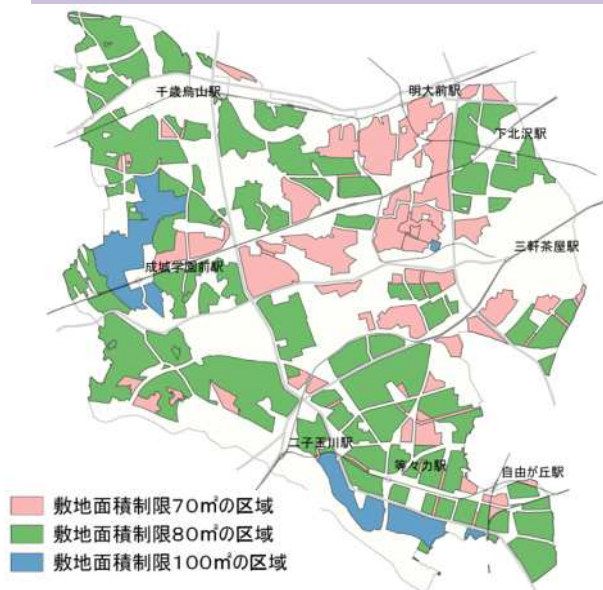 千歳烏山駅
明大前駅
下北沢駅
三軒茶屋駅
成城学園前駅
二子玉川駅
等々力駅
自由が丘駅
敷地面積制限70㎡の区域
敷地面積制限80㎡の区域
敷地面積制限100㎡の区域